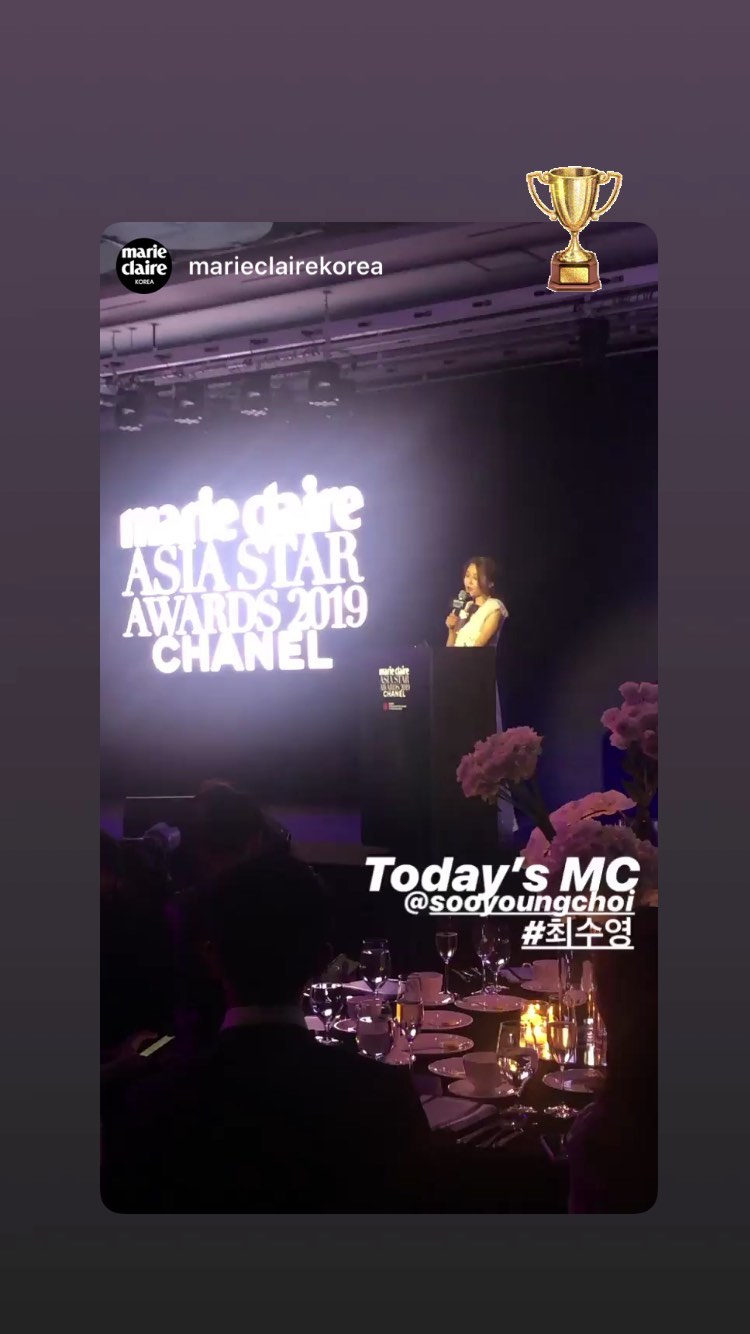 marie
claire
KOREA
marieclairekorea
marie claire
ASIA STAR
AWARDS 2019
CHANEL
marie claire
ASIA STAR
AWARDS 2019
CHANEL
Today's MC
@sooyoungchoi
#최수영